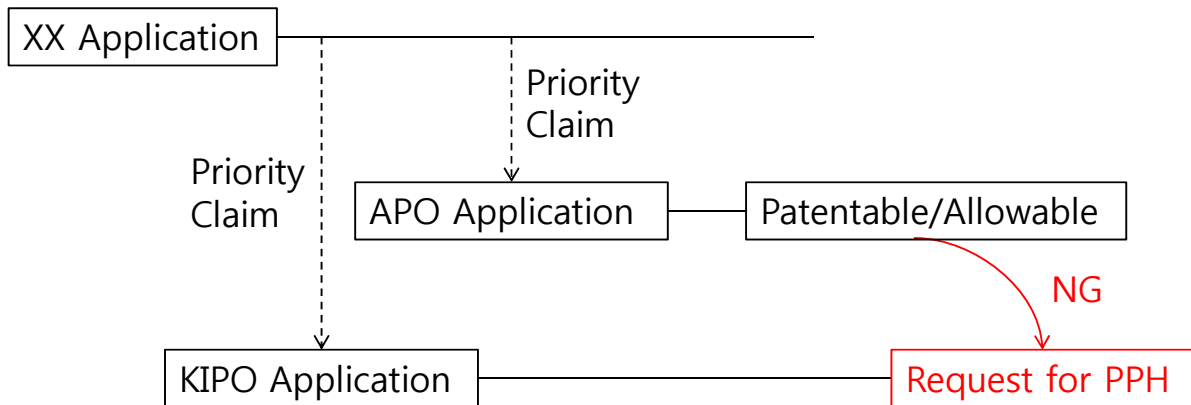 XX Application
Priority
Claim
Priority
Claim
APO Application
Patentable/Allowable
NG
KIPO Application
Request for PPH